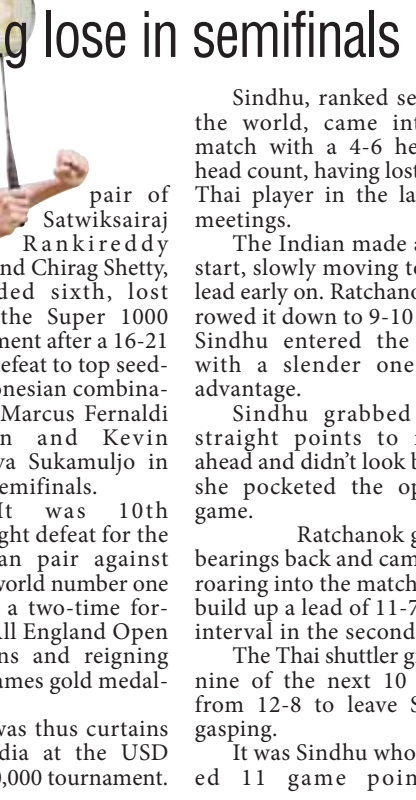 g lose in semifinals
pair of
Satwiksairaj
Rankireddy
nd Chirag Shetty,
ded sixth, lost
the Super 1000
ment after a 16-21
efeat to top seed-
onesian combina-
Marcus Fernaldi
n and Kevin
va Sukamuljo in
emifinals.
It was 10th
ght defeat for the
an pair against
world number one
a two-time for-
All England Open
ns and reigning
ames gold medal-
was thus curtains
dia at the USD
0,000 tournament.
Sindhu, ranked se
the world, came int
match with a 4-6 he
head count, having lost
Thai player in the la
meetings.
The Indian made a
start, slowly moving to
lead early on. Ratchano
rowed it down to 9-10
Sindhu entered the
with a slender one
advantage.
Sindhu grabbed
straight points to
ahead and didn't look b
she pocketed the op
game.
Ratchanok g
bearings back and cam
roaring into the match
build up a lead of 11-7
interval in the second
The Thai shuttler g
nine of the next 10
from 12-8 to leave S
gasping.
It was Sindhu who
ed 11 game poin